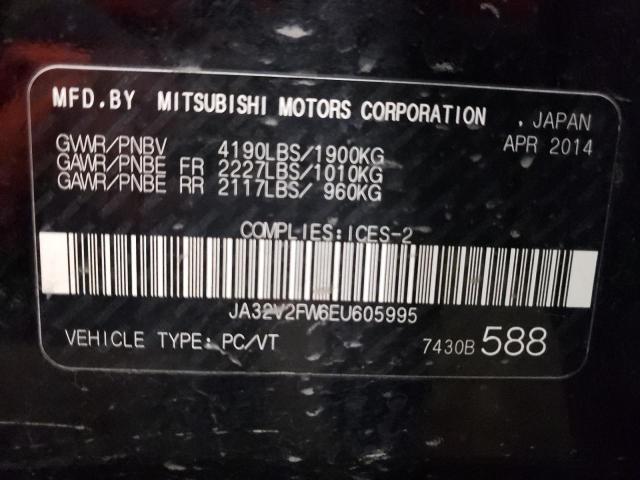 MFD.BY MITSUBISHI MOTORS CORPORATION . JAPAN
APR 2014
GVWR/PNBV 4190LBS/1900KG
GAWR/PNBE FR 2227LBS/1010KG
GAWR/PNBE RR 2117LBS/ 960KG
COMPLIES:ICES-2
JA32V2FW6EU605995
VEHICLE TYPE:PC/VT 7430B 588